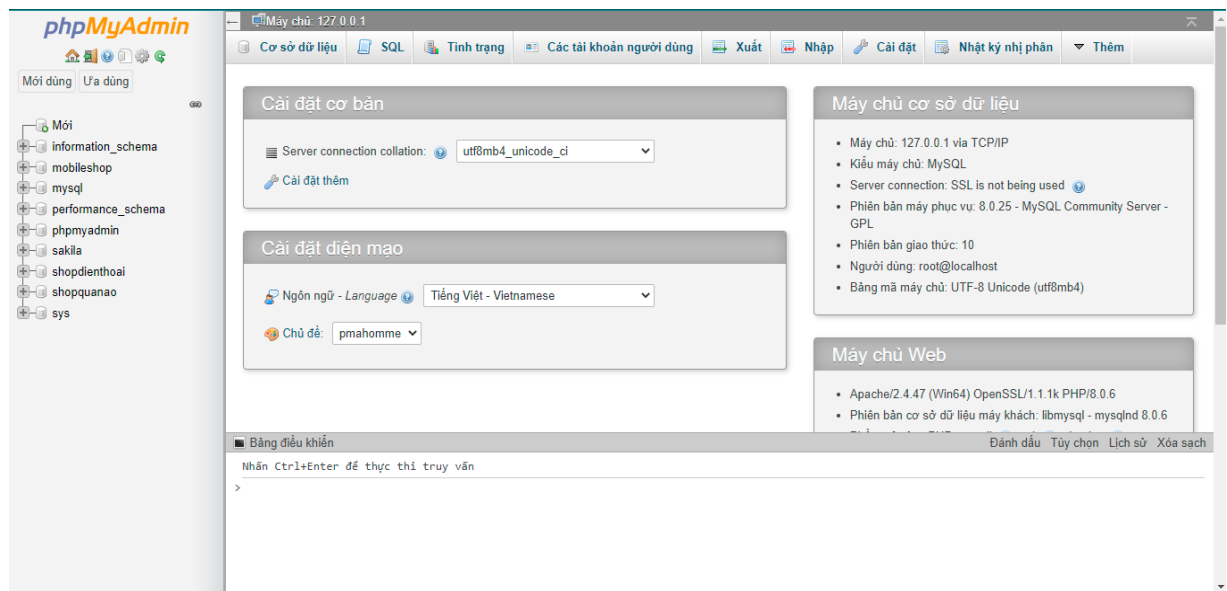 phpMyAdmin
Mới dùng Ưa dùng
Mới
information_schema
mobileshop
mysql
performance_schema
phpmyadmin
sakila
shopdienthoai
shopquanao
sys
Máy chủ: 127.0.0.1
Cơ sở dữ liệu SQL Tình trạng Các tài khoản người dùng Xuất Nhập Cài đặt Nhật ký nhị phân Thêm
Cài đặt cơ bản
Server connection collation: utf8mb4_unicode_ci
Cài đặt thêm
Cài đặt diện mạo
Ngôn ngữ - Language Tiếng Việt - Vietnamese
Chủ đề: pmahomme
Máy chủ cơ sở dữ liệu
Máy chủ: 127.0.0.1 via TCP/IP
Kiểu máy chủ: MySQL
Server connection: SSL is not being used
Phiên bản máy phục vụ: 8.0.25 - MySQL Community Server -
GPL
Phiên bản giao thức: 10
Người dùng: root@localhost
Bảng mã máy chủ: UTF-8 Unicode (utf8mb4)
Máy chủ Web
Apache/2.4.47 (Win64) OpenSSL/1.1.1k PHP/8.0.6
Phiên bản cơ sở dữ liệu máy khách: libmysql - mysqlnd 8.0.6
Bảng điều khiển Đánh dấu Tùy chọn Lịch sử Xóa sạch
Nhấn Ctrl+Enter để thực thi truy vấn
>